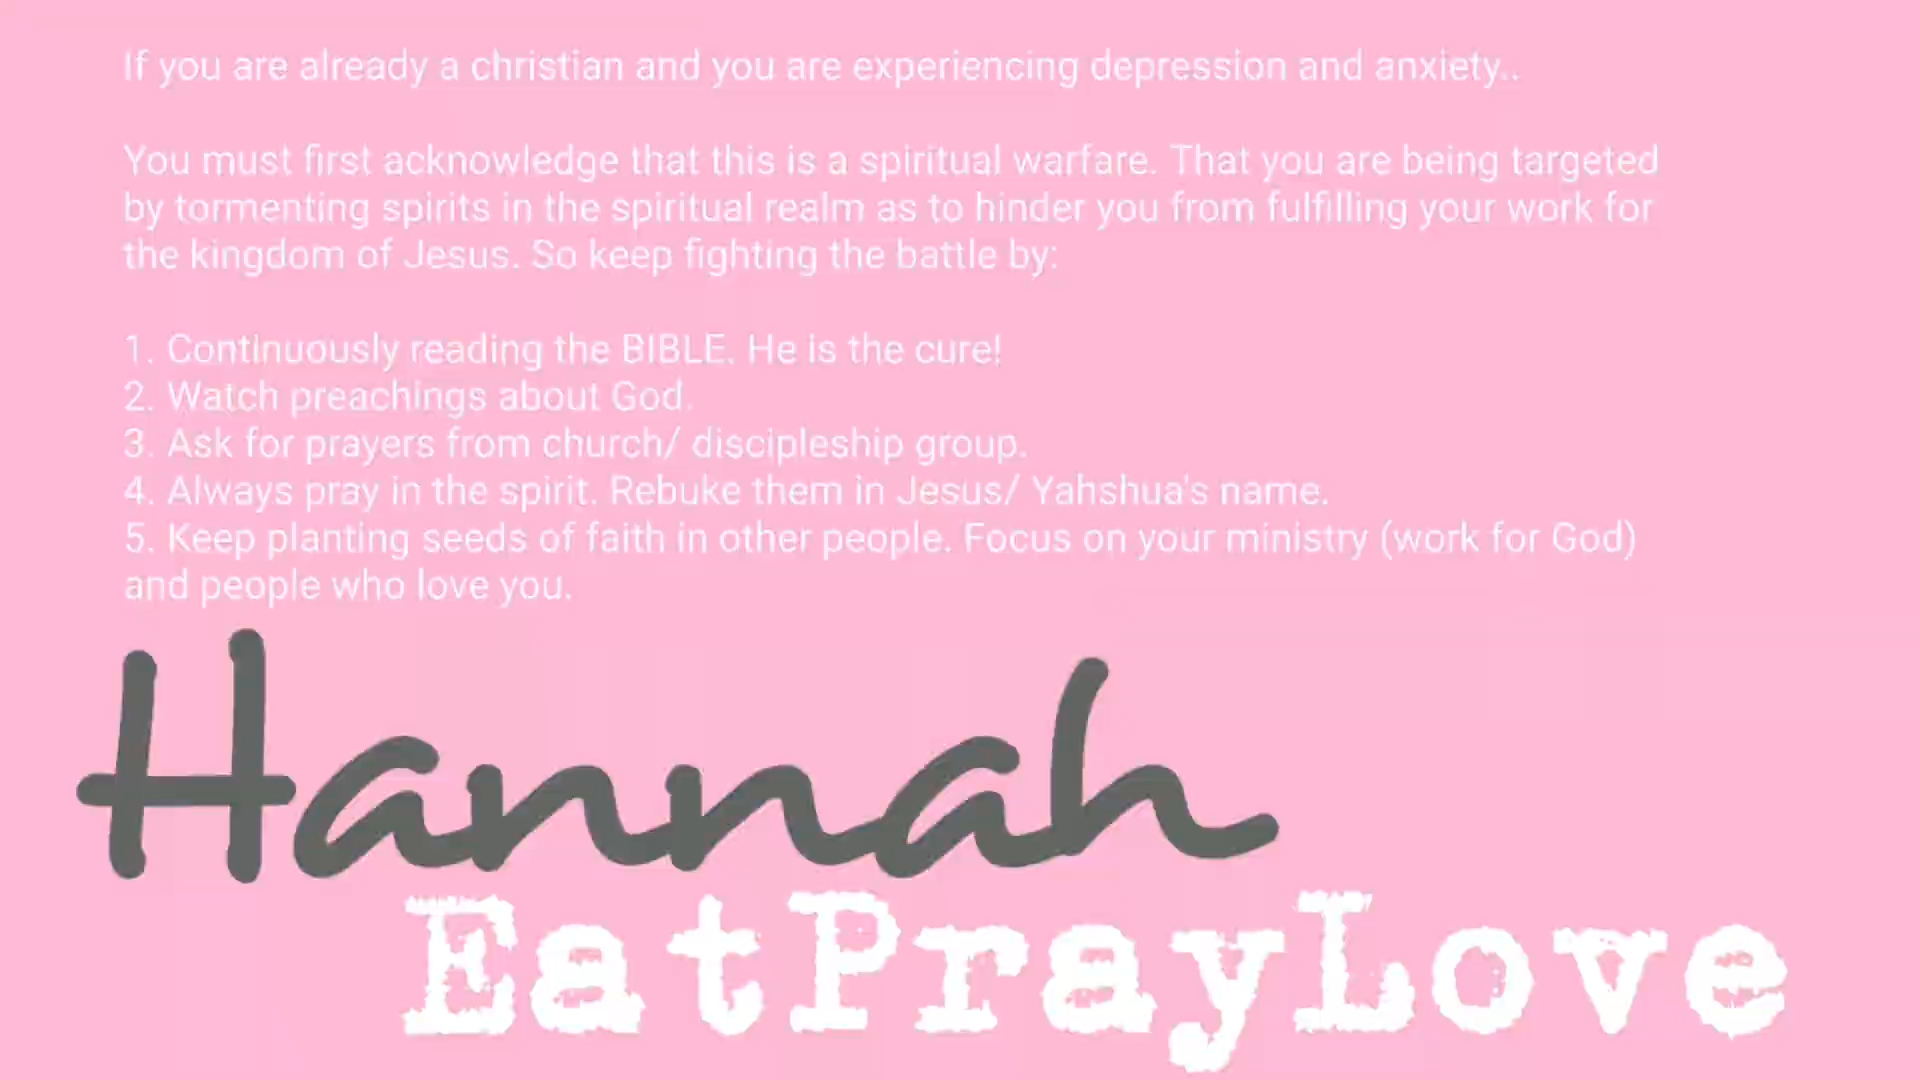 If you are already a christian and you are experiencing depression and anxiety..
You must first acknowledge that this is a spiritual warfare. That you are being targeted
by tormenting spirits in the spiritual realm as to hinder you from fulfilling your work for
the kingdom of Jesus. So keep fighting the battle by:
1. Continuously reading the BIBLE. He is the cure!
2. Watch preachings about God.
3. Ask for prayers from church/ discipleship group.
4. Always pray in the spirit. Rebuke them in Jesus/ Yahshua's name.
5. Keep planting seeds of faith in other people. Focus on your ministry (work for God)
and people who love you.
Hannah
EatPrayLove